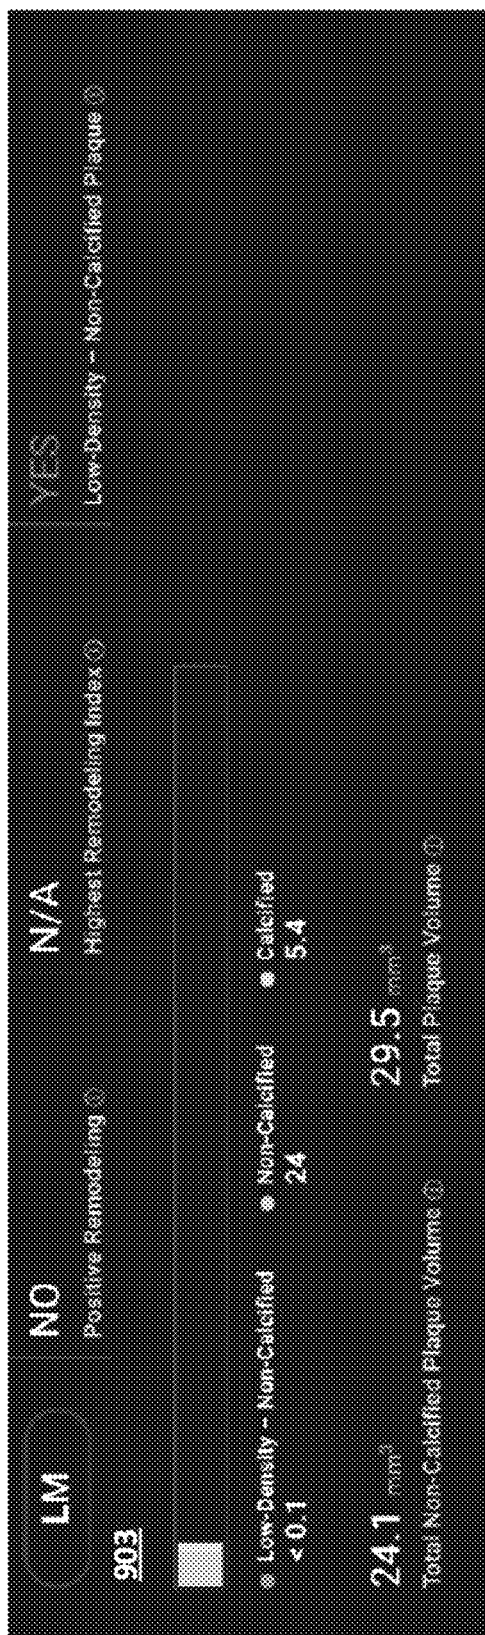 LM
NO
Positive Remodeling ⓘ
N/A
Highest Remodeling Index ⓘ
YES
Low-Density – Non-Calcified Plaque ⓘ
903
Low-Density – Non-Calcified
< 0.1
Non-Calcified
24
Calcified
5.4
24.1 mm³
Total Non-Calcified Plaque Volume ⓘ
29.5 mm³
Total Plaque Volume ⓘ